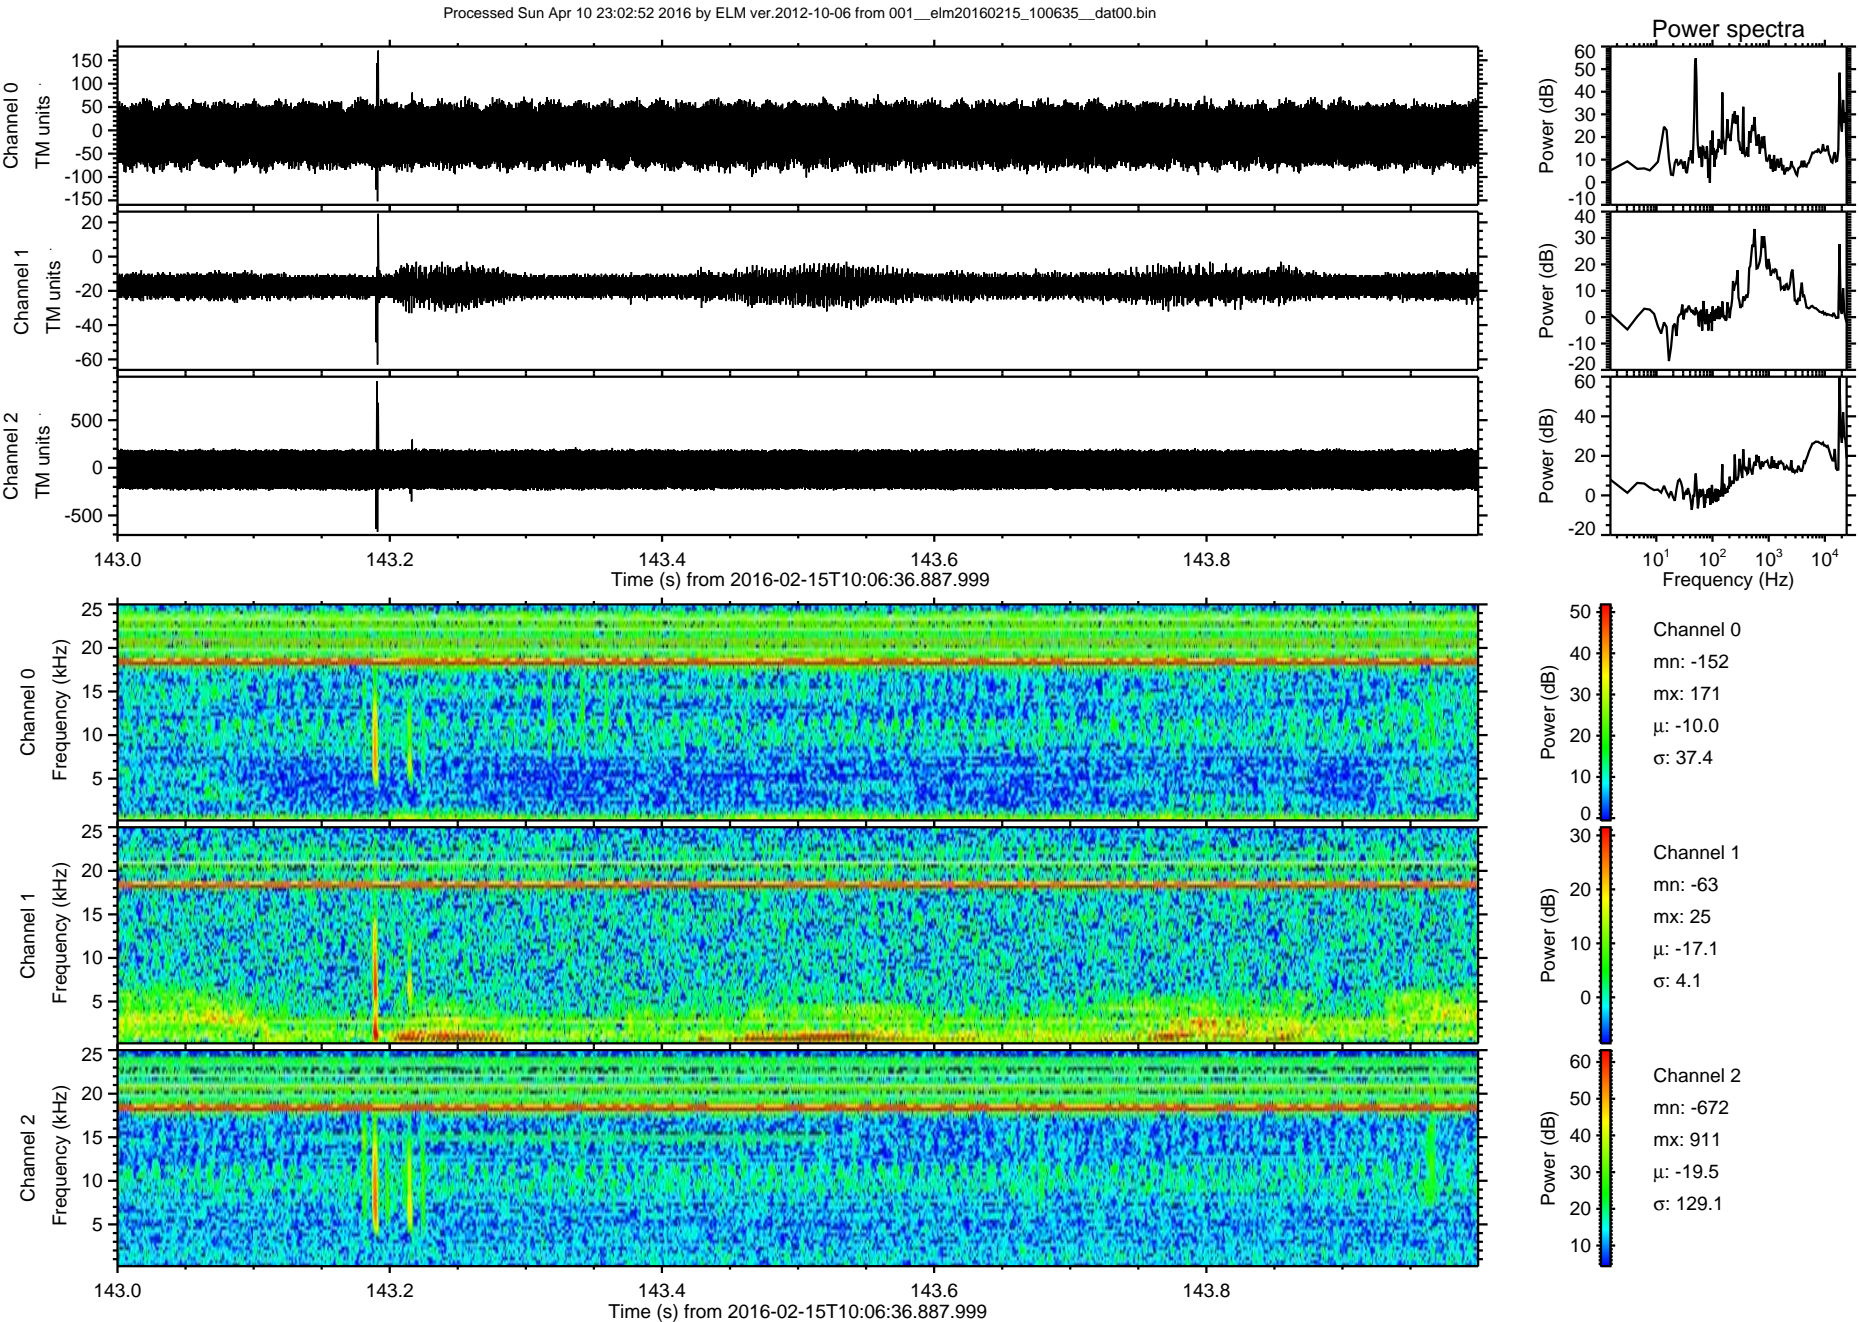 Processed Sun Apr 10 23:02:52 2016 by ELM ver.2012-10-06 from 001__elm20160215_100635__dat00.bin
Power spectra
Channel 0
TM units
150
100
50
0
-50
-100
-150
Power (dB)
60
50
40
30
20
10
0
-10
Channel 1
TM units
20
0
-20
-40
-60
Power (dB)
40
30
20
10
0
-10
-20
Channel 2
TM units
500
0
-500
Power (dB)
60
40
20
0
-20
143.0 143.2 143.4 143.6 143.8
Time (s) from 2016-02-15T10:06:36.887.999
10^1 10^2 10^3 10^4
Frequency (Hz)
Channel 0
Frequency (kHz)
25
20
15
10
5
Power (dB)
50
40
30
20
10
0
Channel 0
mn: -152
mx: 171
μ: -10.0
σ: 37.4
Channel 1
Frequency (kHz)
25
20
15
10
5
Power (dB)
30
20
10
0
Channel 1
mn: -63
mx: 25
μ: -17.1
σ: 4.1
Channel 2
Frequency (kHz)
25
20
15
10
5
Power (dB)
60
50
40
30
20
10
Channel 2
mn: -672
mx: 911
μ: -19.5
σ: 129.1
143.0 143.2 143.4 143.6 143.8
Time (s) from 2016-02-15T10:06:36.887.999